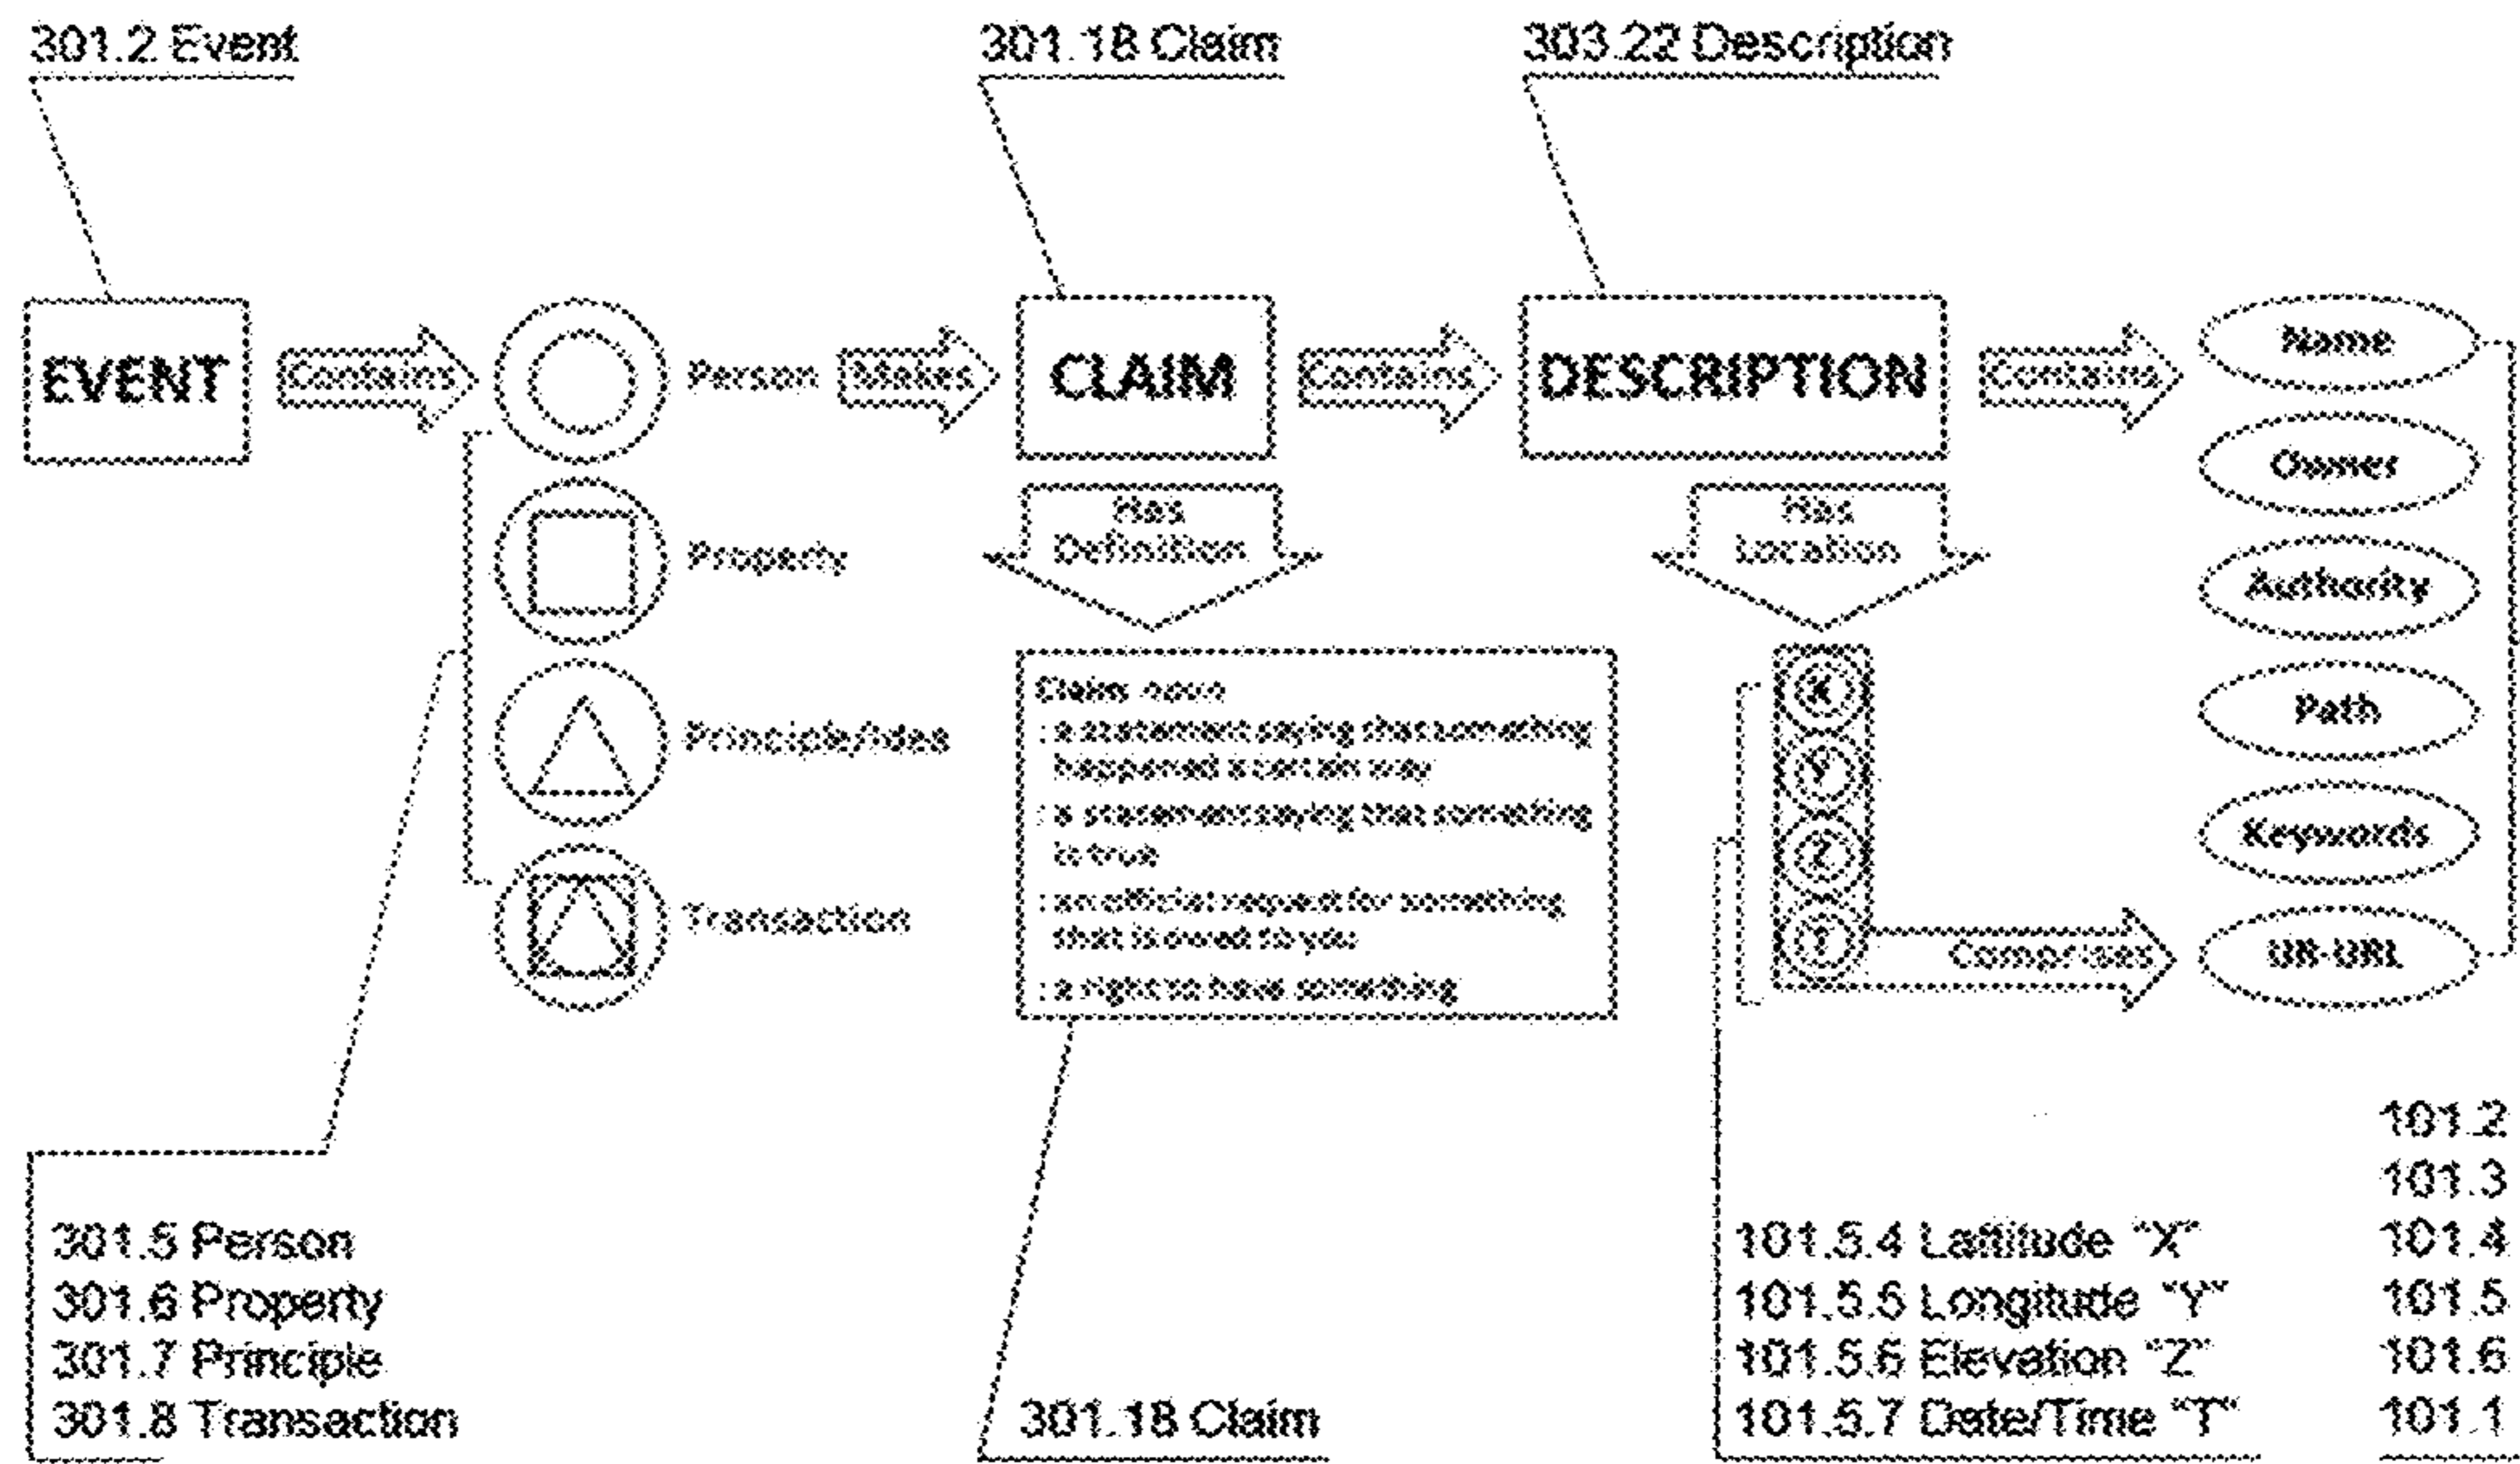 301.2 Event
301.18 Claim
303.22 Description
EVENT
Contains
Person
Makes
CLAIM
Contains
DESCRIPTION
Contains
Name
Owner
Authority
Path
Keywords
UR-URL
Property
Principle/Idea
Transaction
Has
Definition
Has
Location
Claim noun
: a statement saying that something
happened a certain way
: a statement saying that something
is true
: an official request for something
that is owed to you
: a right to have something
X
Y
Z
T
Comprises
301.5 Person
301.6 Property
301.7 Principle
301.8 Transaction
301.18 Claim
101.5.4 Latitude "X"
101.5.5 Longitude "Y"
101.5.6 Elevation "Z"
101.5.7 Date/Time "T"
101.2
101.3
101.4
101.5
101.6
101.1